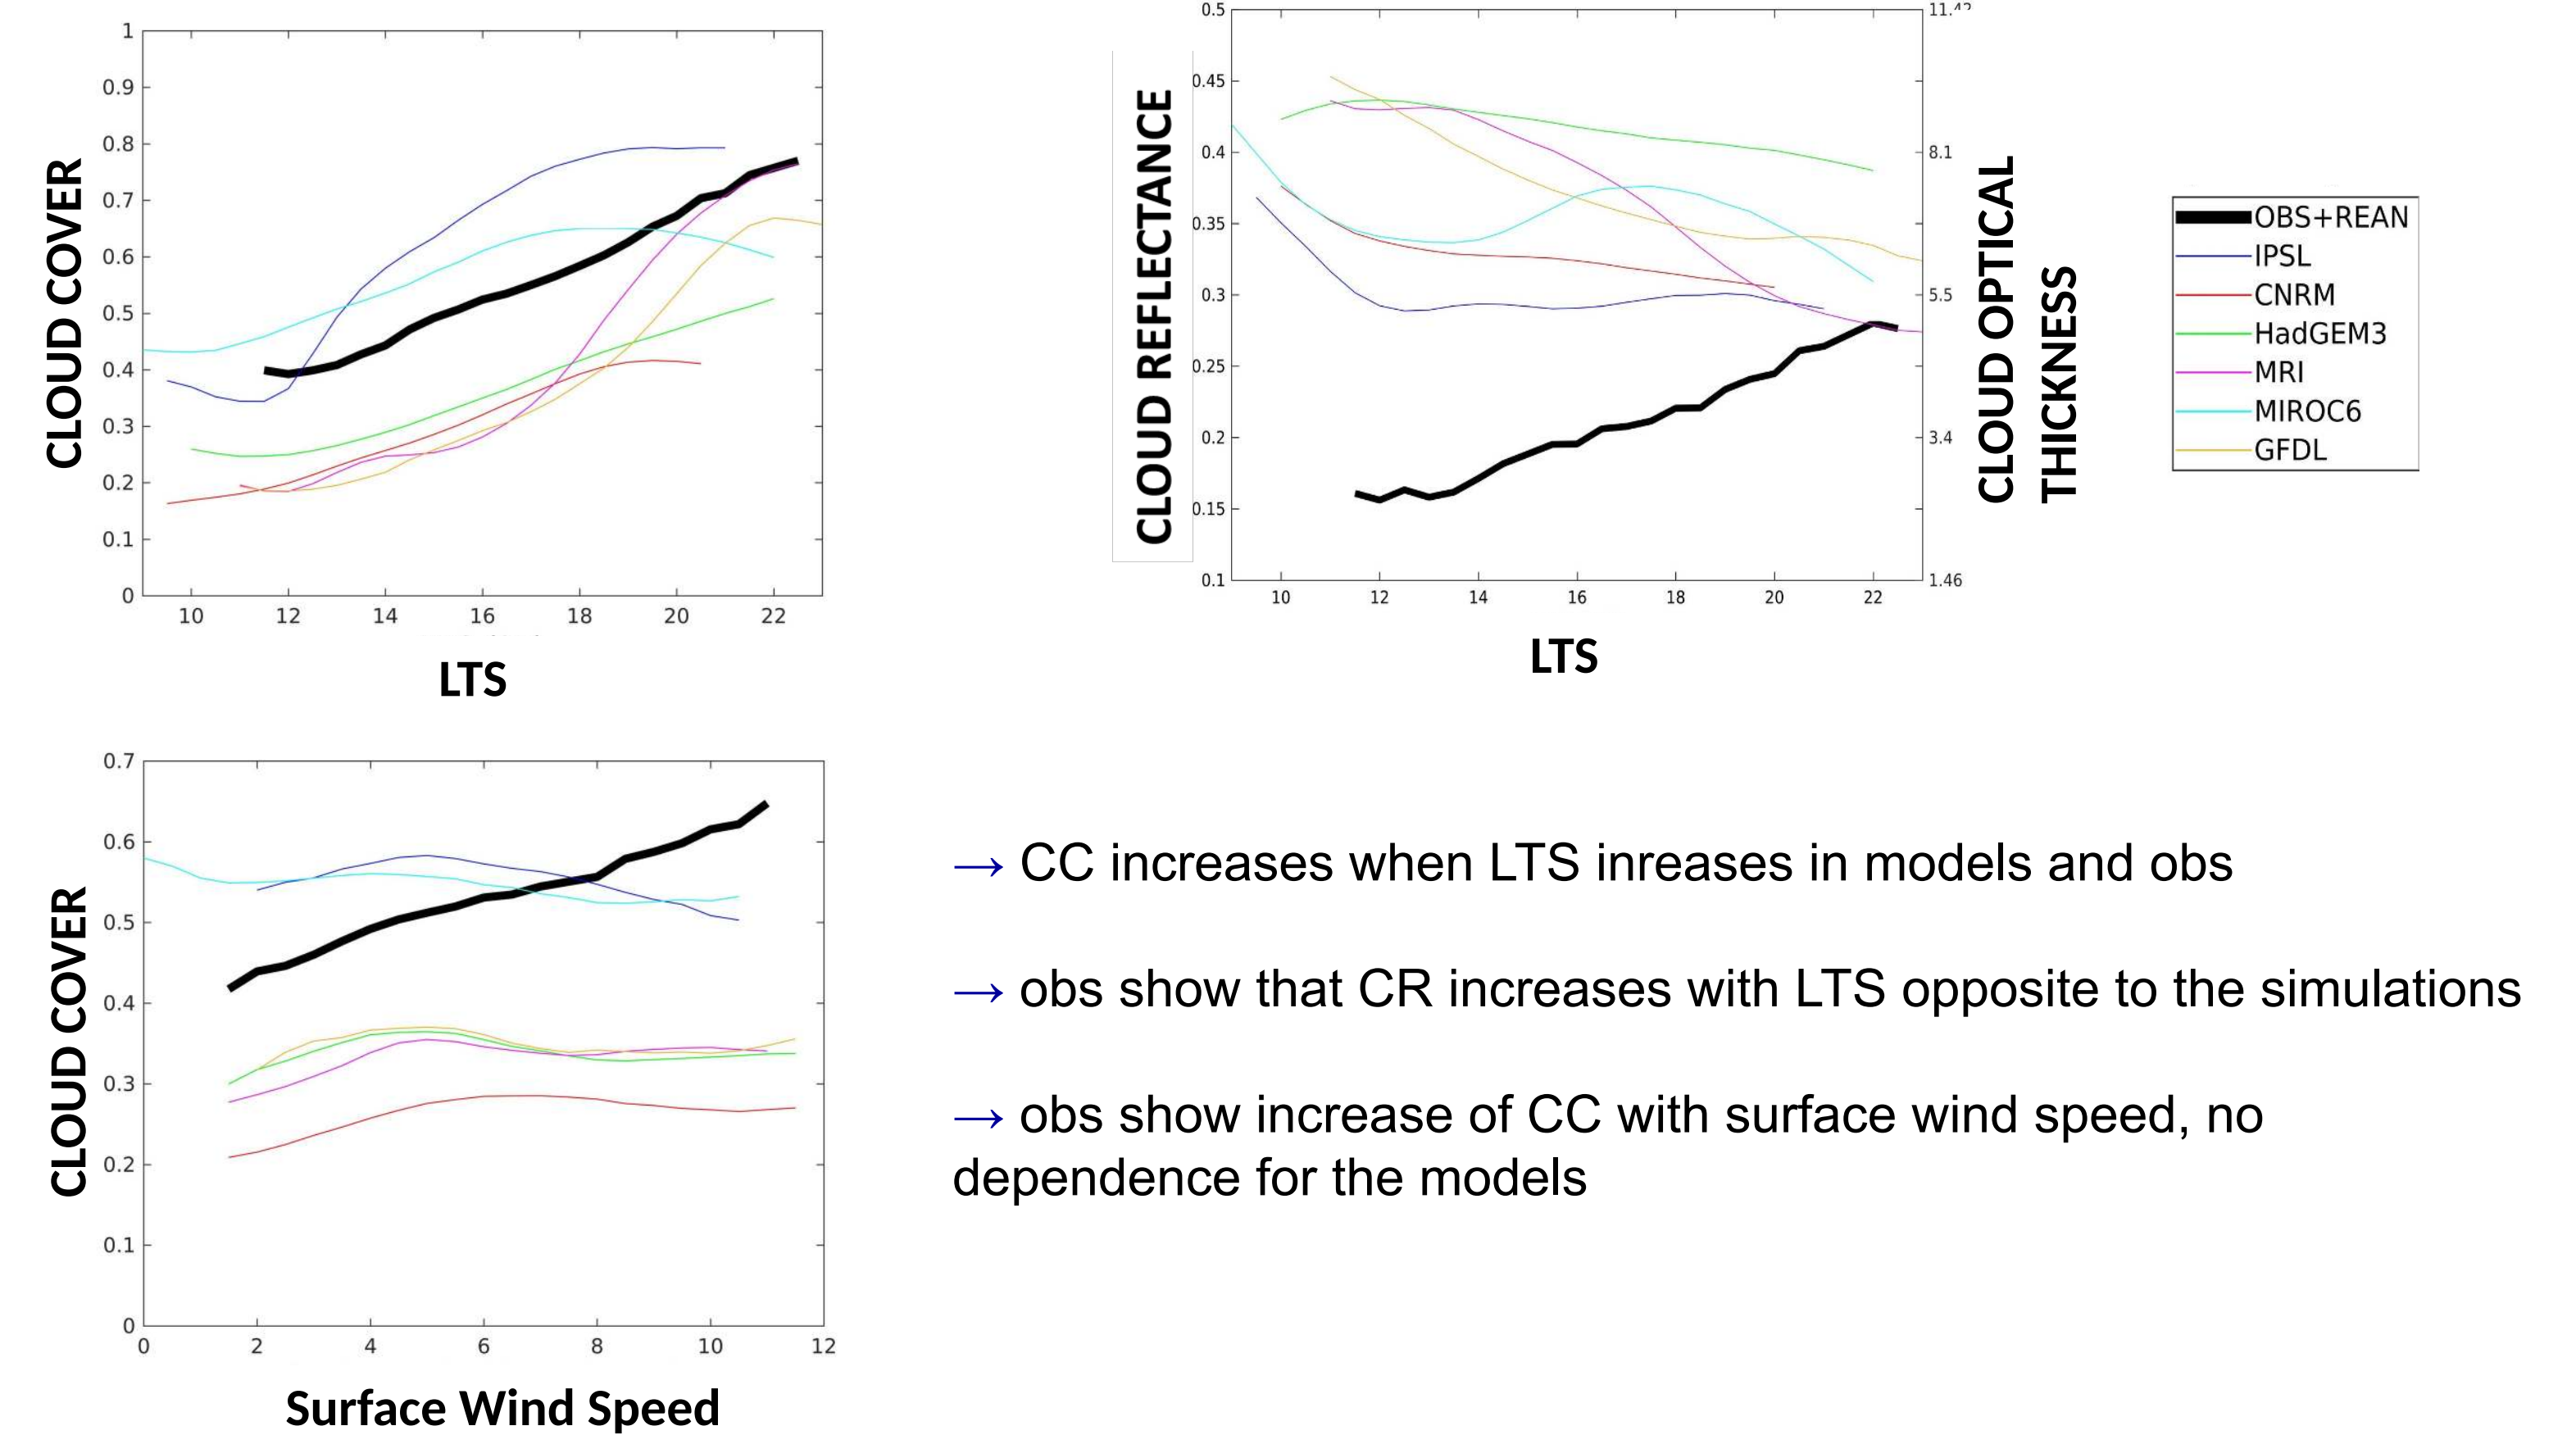 CLOUD COVER
1
0.9
0.8
0.7
0.6
0.5
0.4
0.3
0.2
0.1
0
10 12 14 16 18 20 22
LTS
CLOUD REFLECTANCE
0.5
0.45
0.4
0.35
0.3
0.25
0.2
0.15
0.1
10 12 14 16 18 20 22
LTS
8.1
5.5
3.4
1.46
CLOUD OPTICAL
THICKNESS
OBS+REAN
IPSL
CNRM
HadGEM3
MRI
MIROC6
GFDL
CLOUD COVER
0.7
0.6
0.5
0.4
0.3
0.2
0.1
0
0 2 4 6 8 10 12
Surface Wind Speed
→ CC increases when LTS inreases in models and obs
→ obs show that CR increases with LTS opposite to the simulations
→ obs show increase of CC with surface wind speed, no
dependence for the models